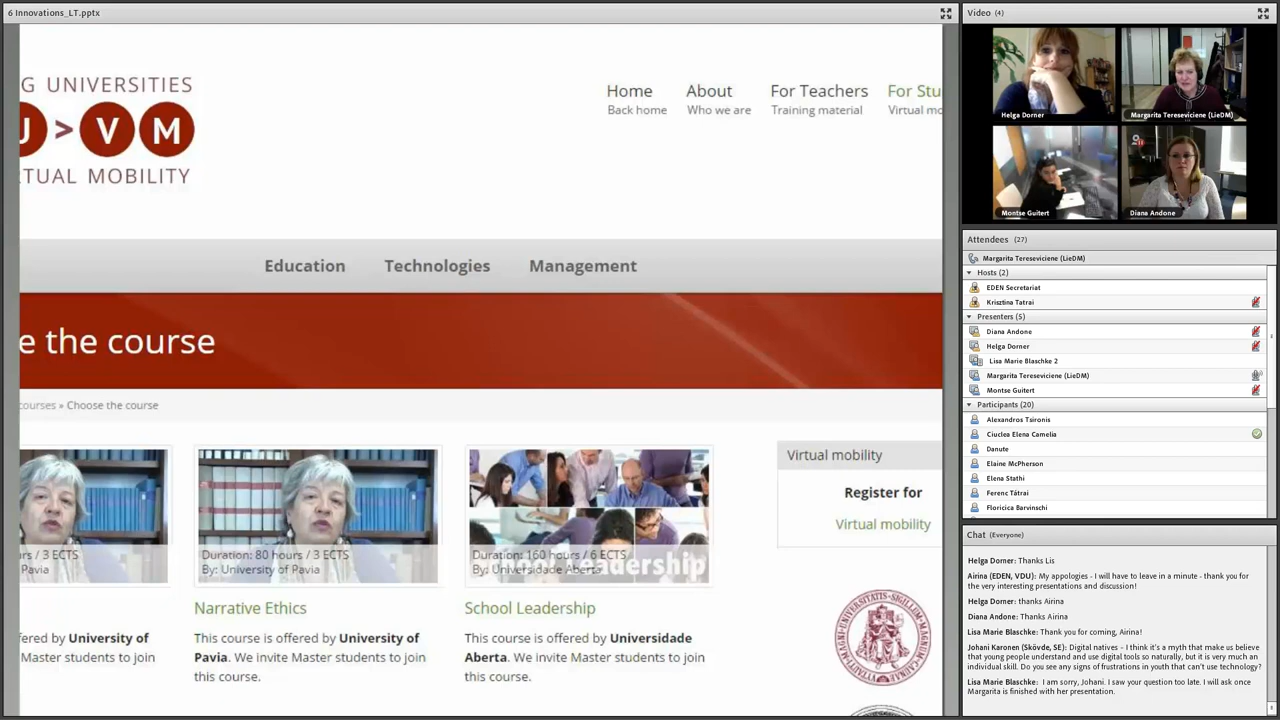 6 Innovations_LT.pptx
G UNIVERSITIES
> V M
TUAL MOBILITY
Home
Back home
About
Who we are
For Teachers
Training material
For Stu
Virtual mo
Education
Technologies
Management
e the course
courses » Choose the course
rs / 3 ECTS
Pavia
Duration: 80 hours / 3 ECTS
By: University of Pavia
Duration: 160 hours / 6 ECTS
By: Universidade Aberta
Leadership
Narrative Ethics
School Leadership
fered by University of
Master students to join
This course is offered by University of
Pavia. We invite Master students to join
this course.
This course is offered by Universidade
Aberta. We invite Master students to join
this course.
Virtual mobility
Register for
Virtual mobility
Video (4)
Helga Dorner
Margarita Tereseviciene (LieDM)
Montse Guitert
Diana Andone
Attendees (27)
Margarita Tereseviciene (LieDM)
Hosts (2)
EDEN Secretariat
Krisztina Tatrai
Presenters (5)
Diana Andone
Helga Dorner
Lisa Marie Blaschke 2
Margarita Tereseviciene (LieDM)
Montse Guitert
Participants (20)
Alexandros Tsironis
Ciuclea Elena Camelia
Danute
Elaine McPherson
Elena Stathi
Ferenc Tátrai
Floricica Barvinschi
Chat (Everyone)
Helga Dorner: Thanks Lis
Airina (EDEN, VDU): My appologies - I will have to leave in a minute - thank you for
the very interesting presentations and discussion!
Helga Dorner: thanks Airina
Diana Andone: Thanks Airina
Lisa Marie Blaschke: Thank you for coming, Airina!
Johani Karonen (Skövde, SE): Digital natives – I think it's a myth that make us believe
that young people understand and use digital tools so naturally, but it is very much an
individual skill. Do you see any signs of frustrations in youth that can't use technology?
Lisa Marie Blaschke: I am sorry, Johani. I saw your question too late. I will ask once
Margarita is finished with her presentation.